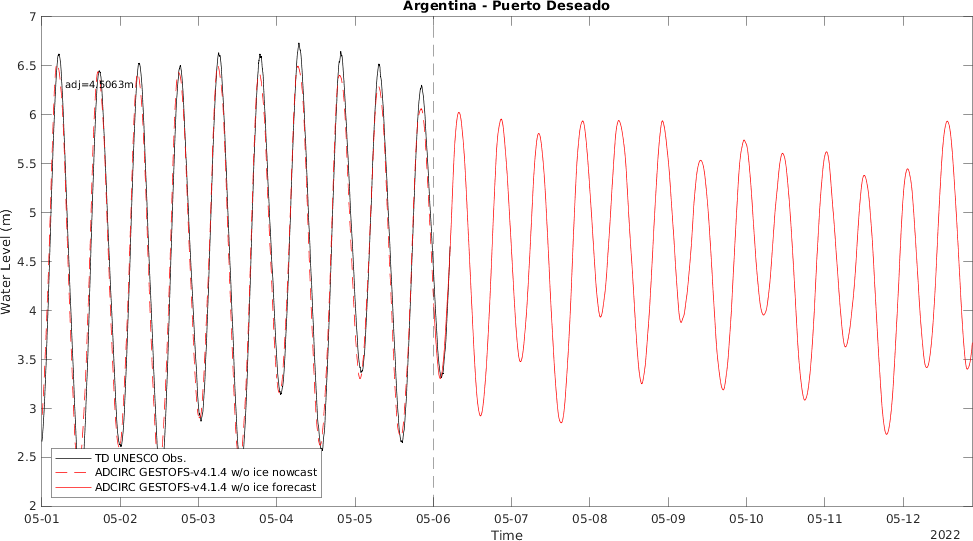 Argentina - Puerto Deseado
7
6.5
6
5.5
5
4.5
4
3.5
3
2.5
2
Water Level (m)
adj=4.5063m
TD UNESCO Obs.
ADCIRC GESTOFS-v4.1.4 w/o ice nowcast
ADCIRC GESTOFS-v4.1.4 w/o ice forecast
05-01 05-02 05-03 05-04 05-05 05-06 05-07 05-08 05-09 05-10 05-11 05-12
Time
2022